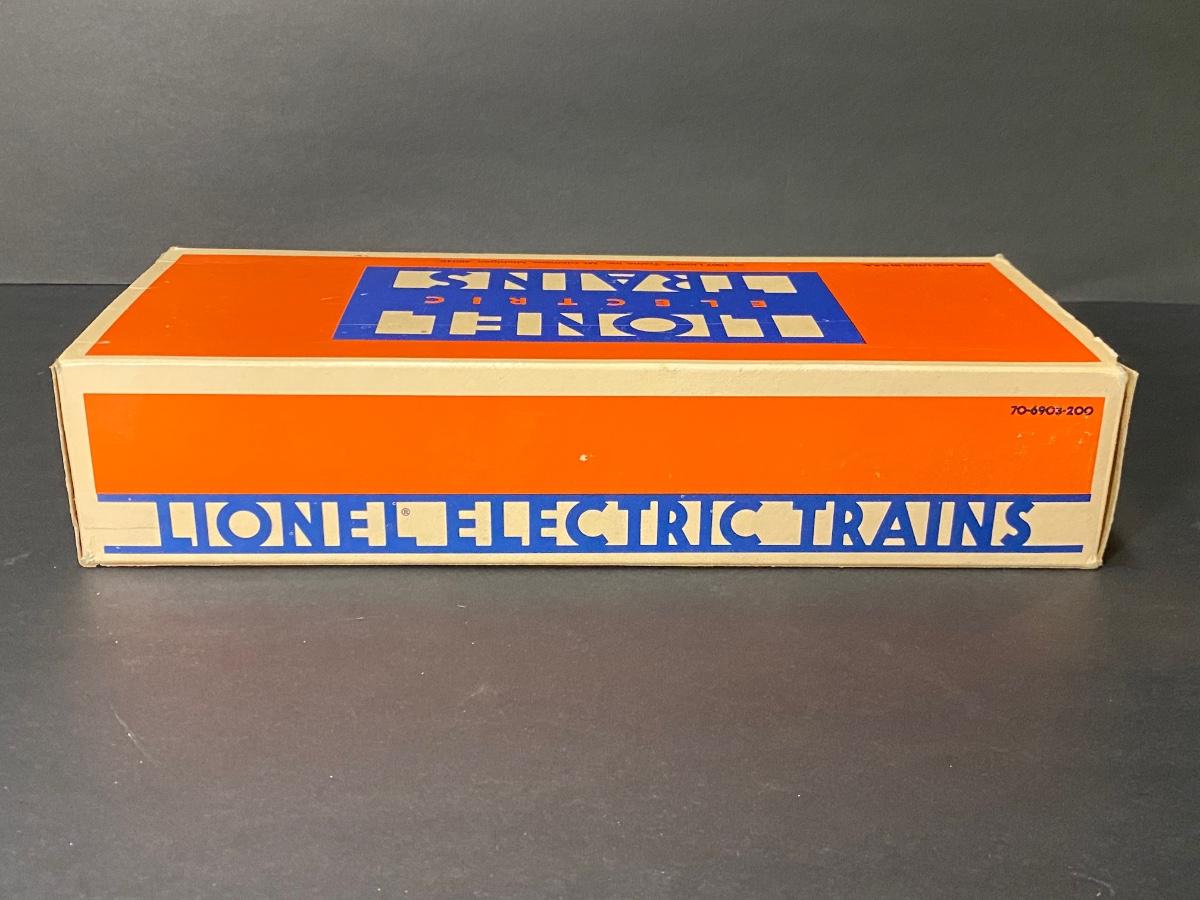 LIONEL®
ELECTRIC
TRAINS
70-6903-200
LIONEL® ELECTRIC TRAINS